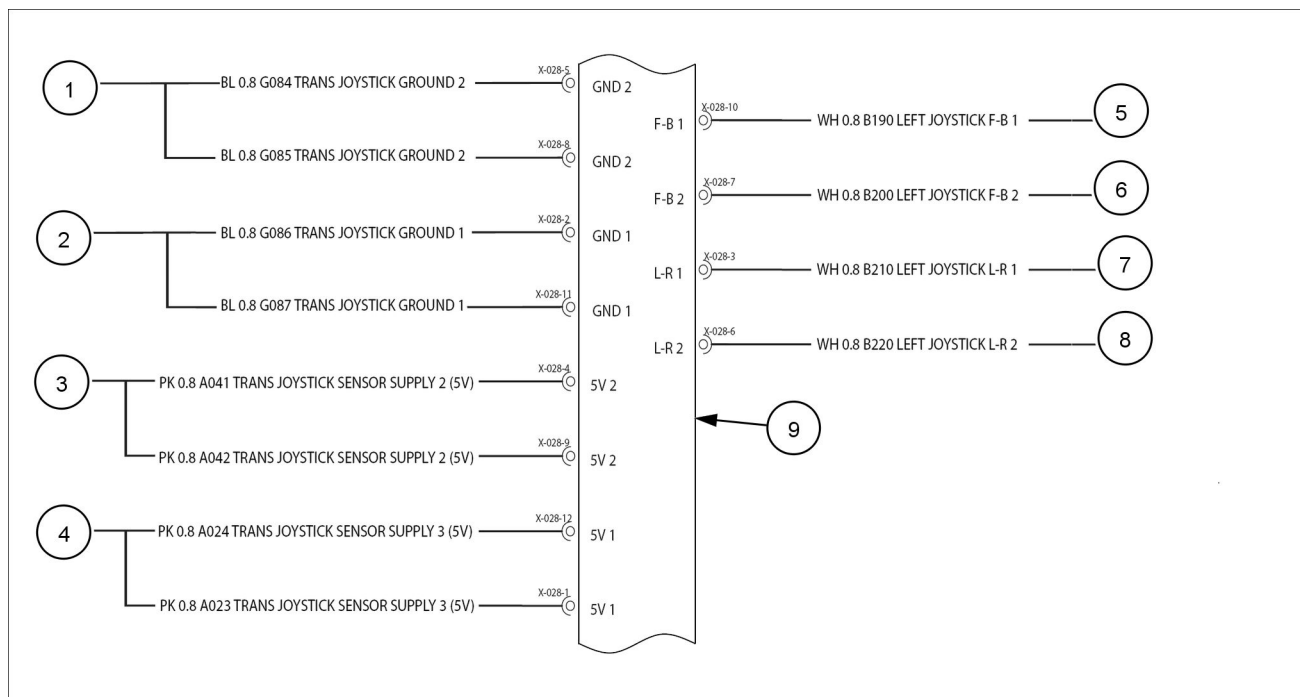 1
BL 0.8 G084 TRANS JOYSTICK GROUND 2
X-028-5
GND 2
BL 0.8 G085 TRANS JOYSTICK GROUND 2
X-028-8
GND 2
2
BL 0.8 G086 TRANS JOYSTICK GROUND 1
X-028-2
GND 1
BL 0.8 G087 TRANS JOYSTICK GROUND 1
X-028-11
GND 1
3
PK 0.8 A041 TRANS JOYSTICK SENSOR SUPPLY 2 (5V)
X-028-4
5V 2
PK 0.8 A042 TRANS JOYSTICK SENSOR SUPPLY 2 (5V)
X-028-9
5V 2
4
PK 0.8 A024 TRANS JOYSTICK SENSOR SUPPLY 3 (5V)
X-028-12
5V 1
PK 0.8 A023 TRANS JOYSTICK SENSOR SUPPLY 3 (5V)
X-028-1
5V 1
F-B 1
X-028-10
WH 0.8 B190 LEFT JOYSTICK F-B 1
5
F-B 2
X-028-7
WH 0.8 B200 LEFT JOYSTICK F-B 2
6
L-R 1
X-028-3
WH 0.8 B210 LEFT JOYSTICK L-R 1
7
L-R 2
X-028-6
WH 0.8 B220 LEFT JOYSTICK L-R 2
8
9